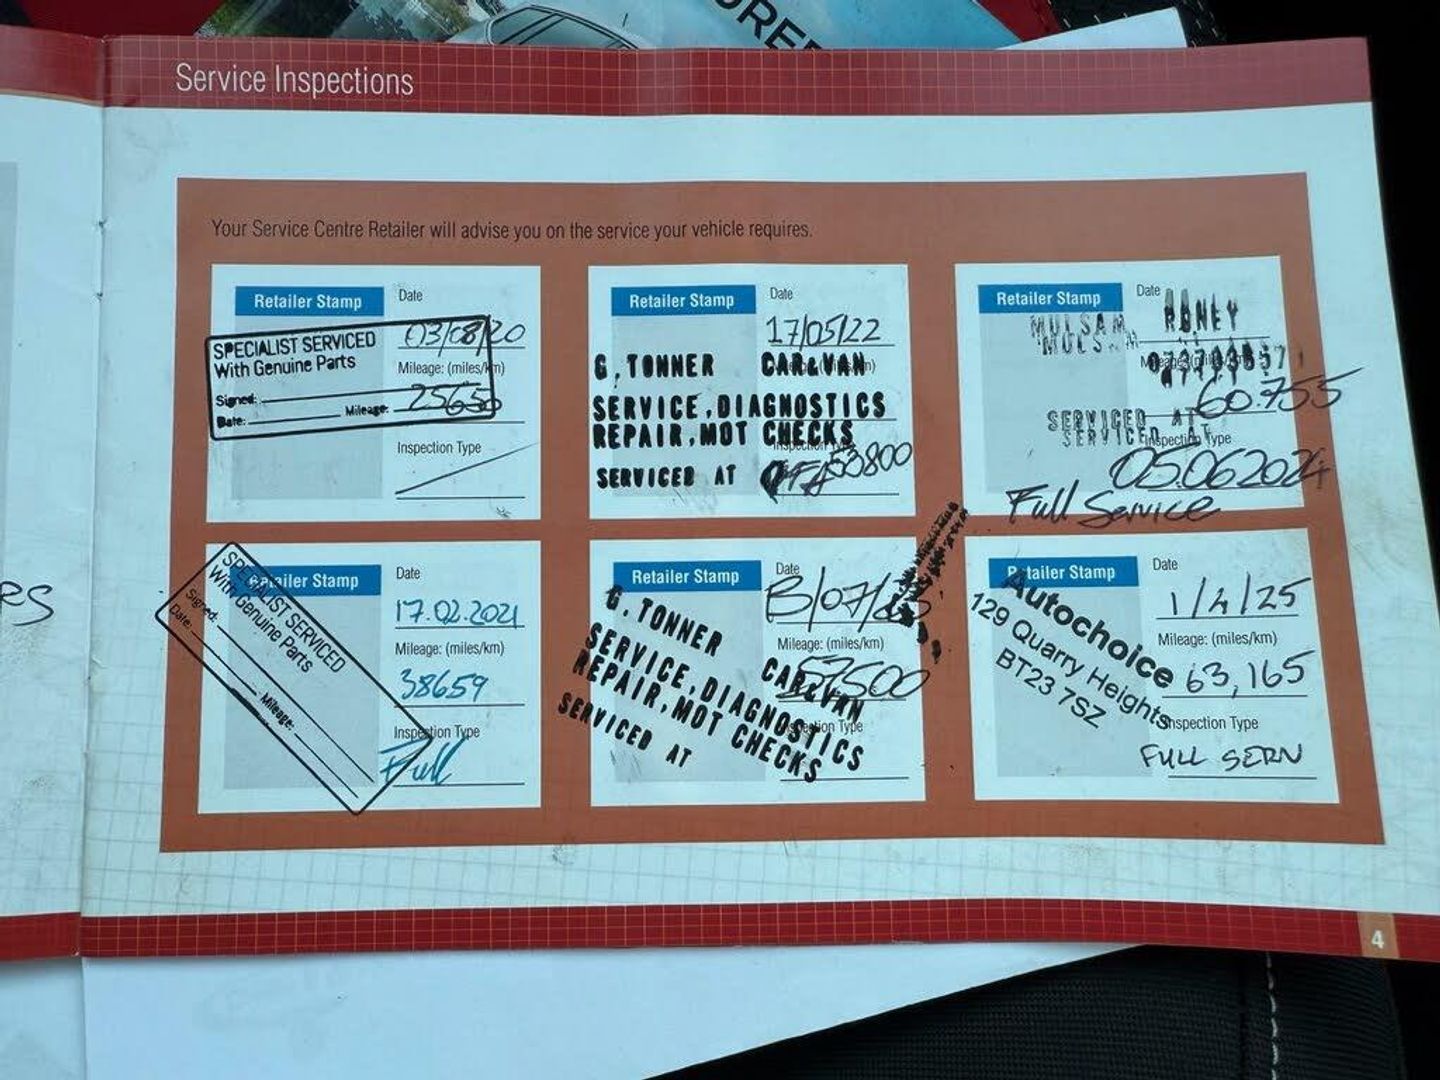 Service Inspections
Your Service Centre Retailer will advise you on the service your vehicle requires.
Retailer Stamp
Date
03/08/20
SPECIALIST SERVICED
With Genuine Parts
Signed:
Date:
Mileage:
Mileage: (miles/km)
25650
Inspection Type
Retailer Stamp
Date
17/05/22
G. TONNER CAR&VAN
SERVICE, DIAGNOSTICS
REPAIR, MOT CHECKS
Inspection Type
SERVICED AT
53800
Retailer Stamp
Date
MULSAM
SERVICED AT
60.755
Inspection Type
05.06 2024
Full Service
Retailer Stamp
Date
17.02.2021
SPECIALIST SERVICED
With Genuine Parts
Signed:
Date:
Mileage:
Mileage: (miles/km)
38659
Inspection Type
Full
Retailer Stamp
Date
Mileage: (miles/km)
57500
G. TONNER CAR&VAN
SERVICE, DIAGNOSTICS
REPAIR, MOT CHECKS
SERVICED AT
Inspection Type
Retailer Stamp
Date
1/4/25
Autochoice
129 Quarry Heights
BT23 7SZ
Mileage: (miles/km)
63,165
Inspection Type
FULL SERV
4